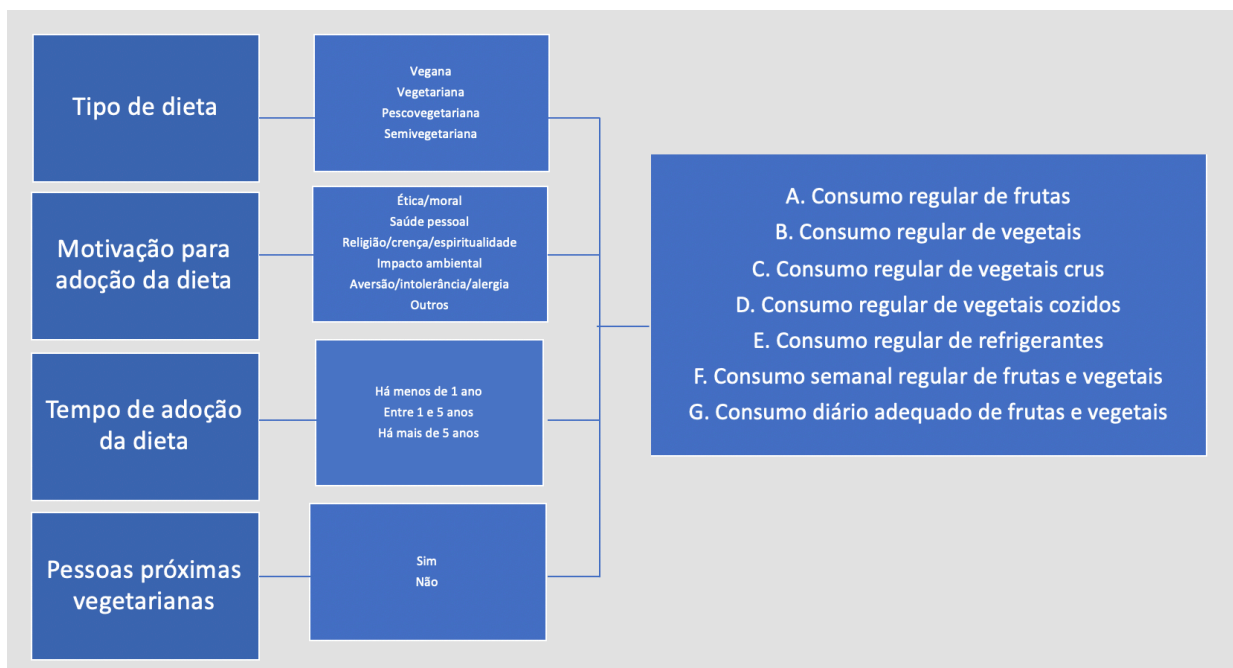 Tipo de dieta
Vegana
Vegetariana
Pescovegetariana
Semivegetariana
Motivação para
adoção da dieta
Ética/moral
Saúde pessoal
Religião/crença/espiritualidade
Impacto ambiental
Aversão/intolerância/alergia
Outros
Tempo de adoção
da dieta
Há menos de 1 ano
Entre 1 e 5 anos
Há mais de 5 anos
Pessoas próximas
vegetarianas
Sim
Não
A. Consumo regular de frutas
B. Consumo regular de vegetais
C. Consumo regular de vegetais crus
D. Consumo regular de vegetais cozidos
E. Consumo regular de refrigerantes
F. Consumo semanal regular de frutas e vegetais
G. Consumo diário adequado de frutas e vegetais